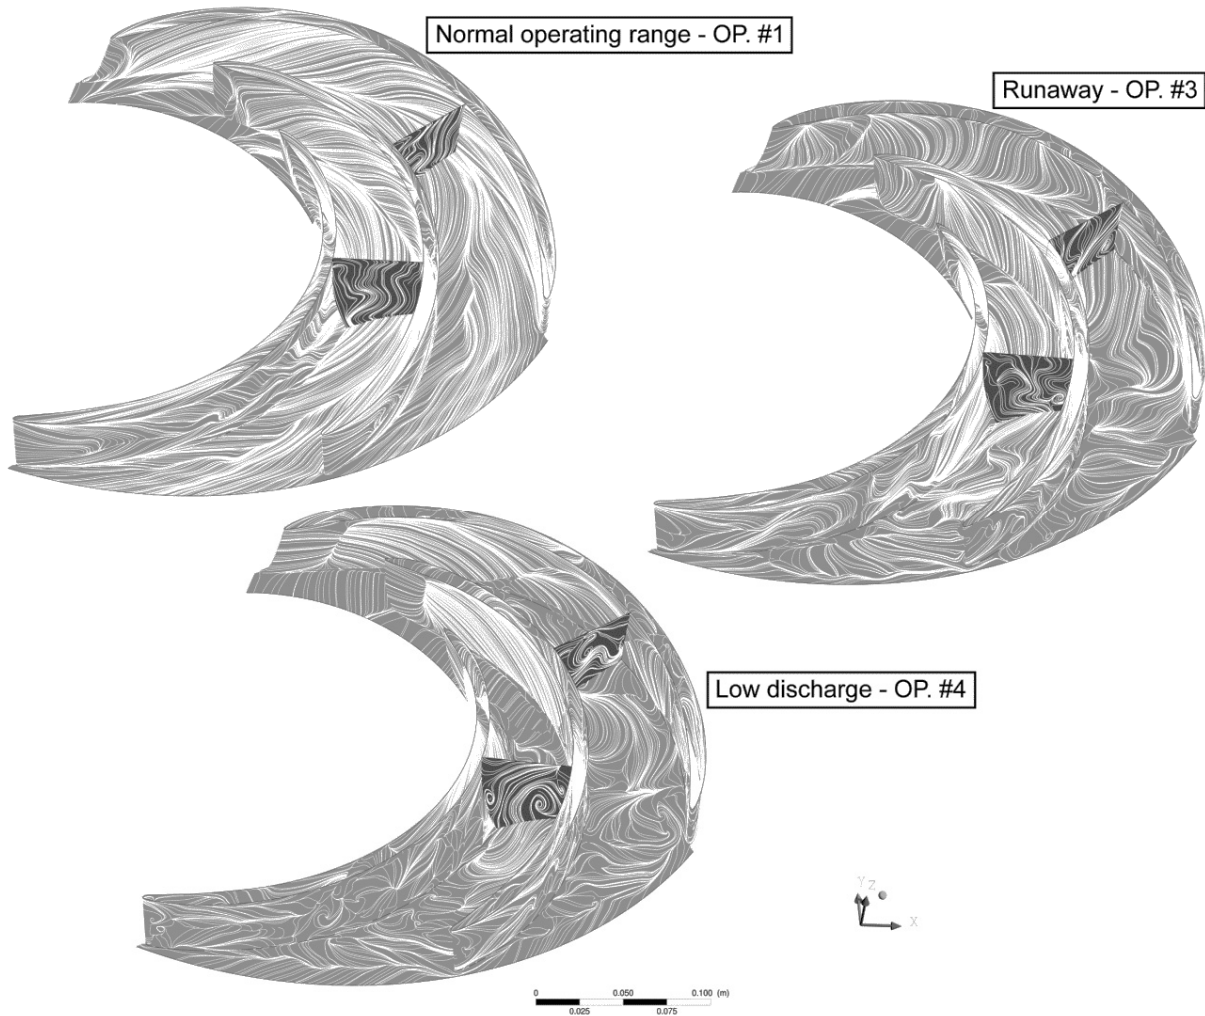 Normal operating range - OP. #1
Runaway - OP. #3
Low discharge - OP. #4
Y Z
X
0 0.050 0.100 (m)
0.025 0.075